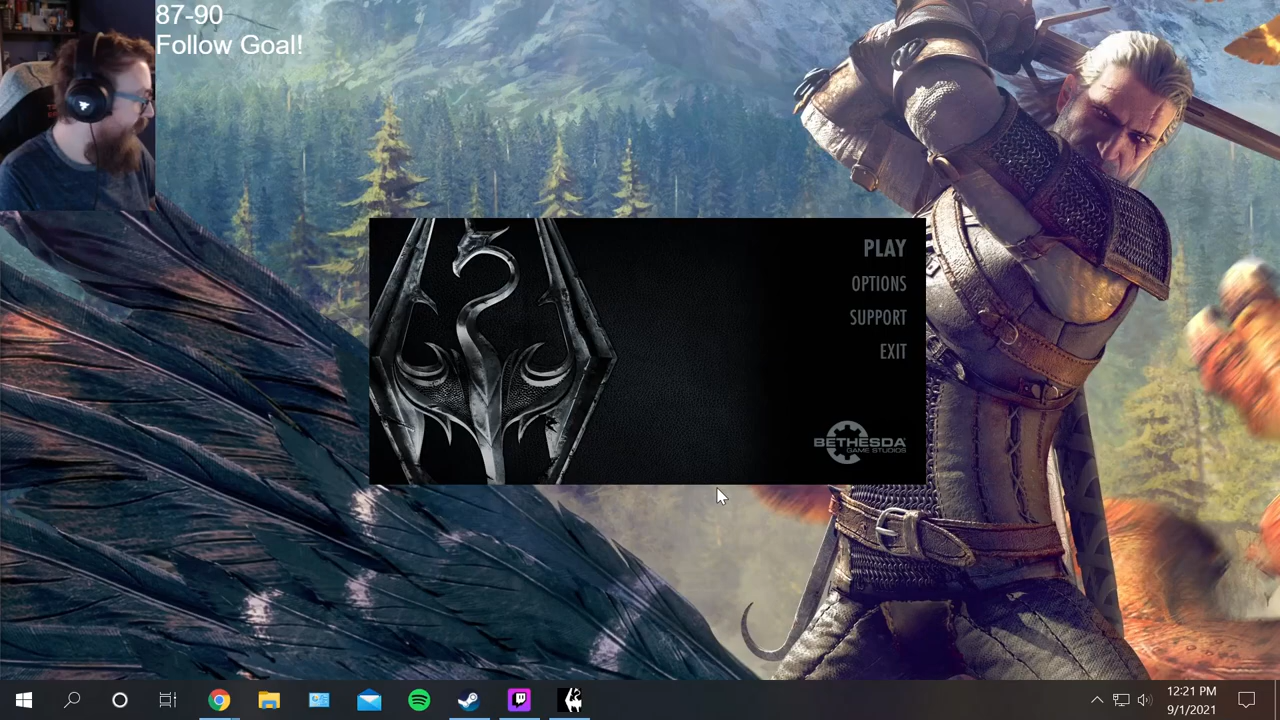 87-90
Follow Goal!
PLAY
OPTIONS
SUPPORT
EXIT
BETHESDA
GAME STUDIOS
12:21 PM
9/1/2021